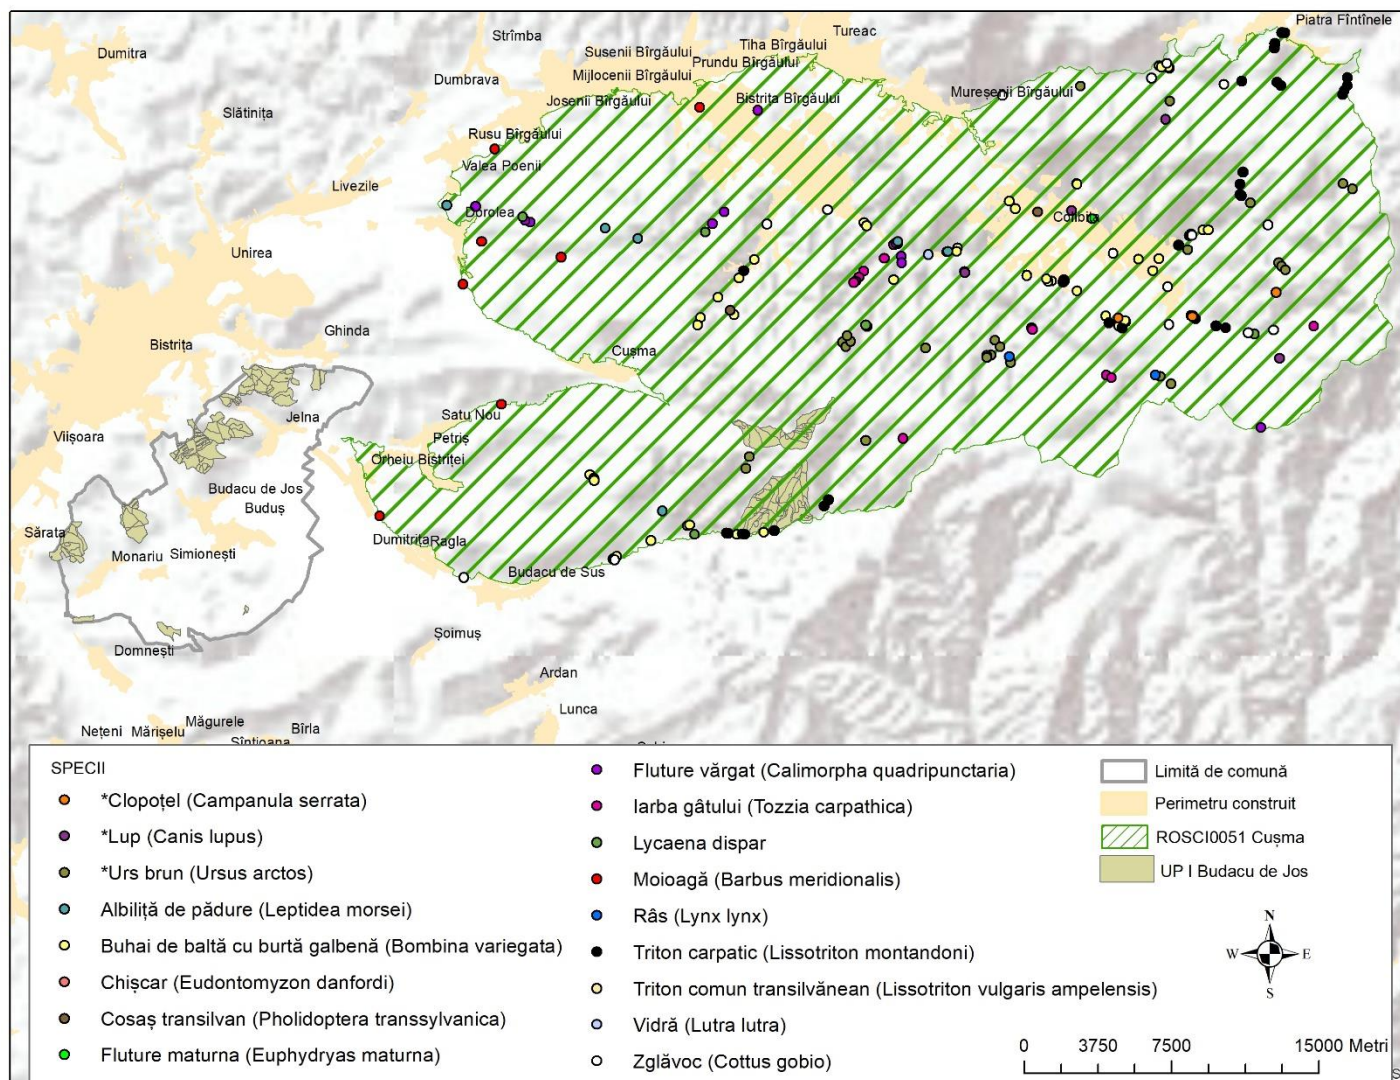 Piatra Fîntînele
Tureac
Strîmba
Tiha Bîrgăului
Susenii Bîrgăului
Dumitra
Prundu Bîrgăului
Dumbrava
Mijlocenii Bîrgăului
Mureșenii Bîrgăului
Josenii Bîrgăului
Bistrița Bîrgăului
Slătinița
Rusu Bîrgăului
Valea Poenii
Livezile
Dorolea
Colibița
Unirea
Ghinda
Bistrița
Cușma
Jelna
Satu Nou
Viișoara
Petriș
Orheiu Bistriței
Budacu de Jos
Buduș
Sărata
Dumitrița
Ragla
Monariu
Simionești
Budacu de Sus
Șoimuș
Domnești
Ardan
Lunca
Măgurele
Nețeni
Mărișelu
Bîrla
Sîntioana
SPECII
*Clopoțel (Campanula serrata)
*Lup (Canis lupus)
*Urs brun (Ursus arctos)
Albiliță de pădure (Leptidea morsei)
Buhai de baltă cu burtă galbenă (Bombina variegata)
Chișcar (Eudontomyzon danfordi)
Cosaș transilvan (Pholidoptera transsylvanica)
Fluture maturna (Euphydryas maturna)
Fluture vărgat (Calimorpha quadripunctaria)
Iarba gâtului (Tozzia carpathica)
Lycaena dispar
Moioagă (Barbus meridionalis)
Râs (Lynx lynx)
Triton carpatic (Lissotriton montandoni)
Triton comun transilvănean (Lissotriton vulgaris ampelensis)
Vidră (Lutra lutra)
Zglăvoc (Cottus gobio)
Limită de comună
Perimetru construit
ROSCI0051 Cușma
UP I Budacu de Jos
N
W E
S
0 3750 7500 15000 Metri